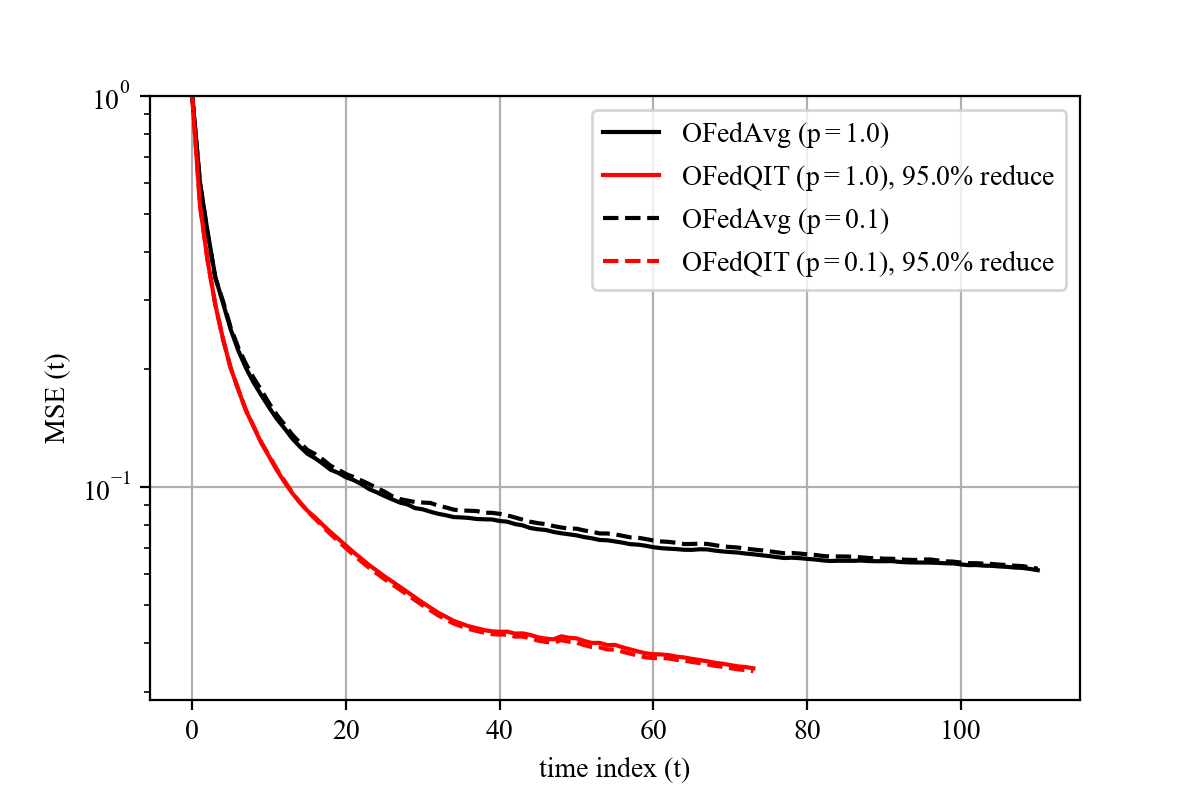 10⁰
OFedAvg (p=1.0)
OFedQIT (p=1.0), 95.0% reduce
OFedAvg (p=0.1)
OFedQIT (p=0.1), 95.0% reduce
MSE (t)
10⁻¹
0 20 40 60 80 100
time index (t)